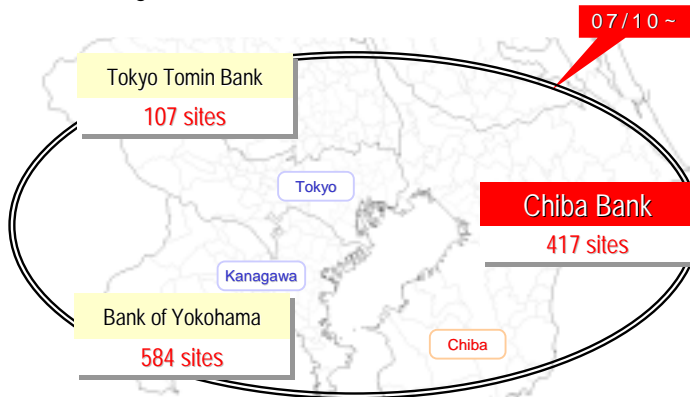 07/10~
Tokyo Tomin Bank
107 sites
Tokyo
Chiba Bank
417 sites
Kanagawa
Bank of Yokohama
584 sites
Chiba